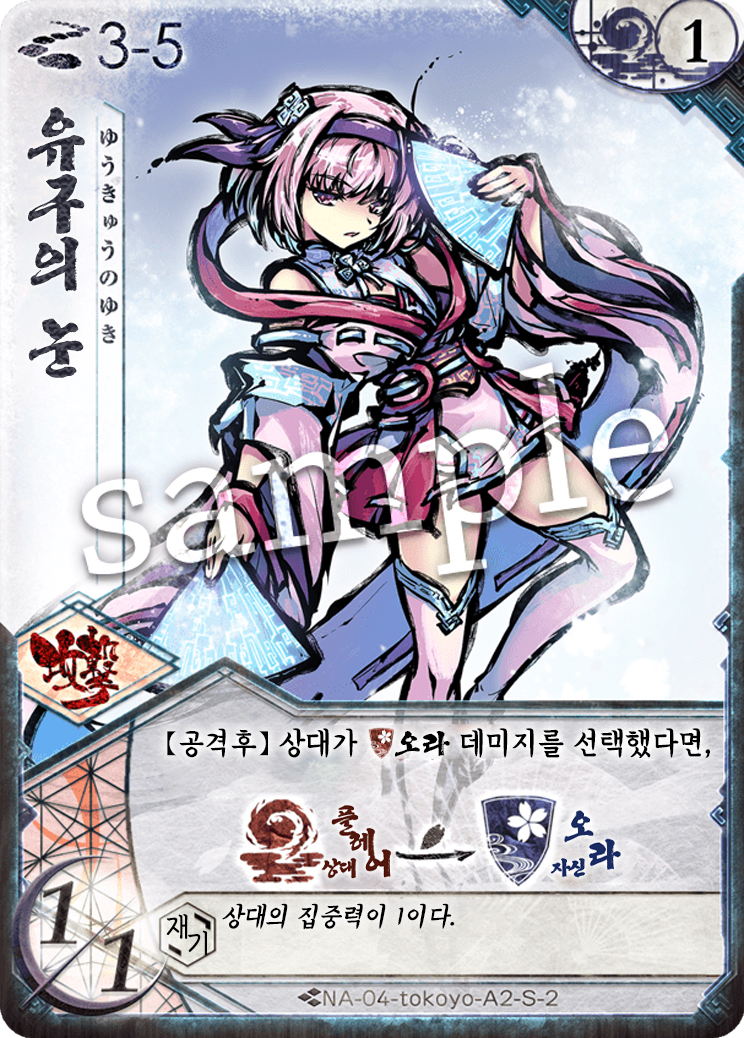 3-5
1
유구의 눈
ゆうきゅうのゆき
sample
攻撃
【공격후】 상대가 오라 데미지를 선택했다면,
상대 플레어 → 자신 오라
1/1
재기 상대의 집중력이 1이다.
NA-04-tokoyo-A2-S-2